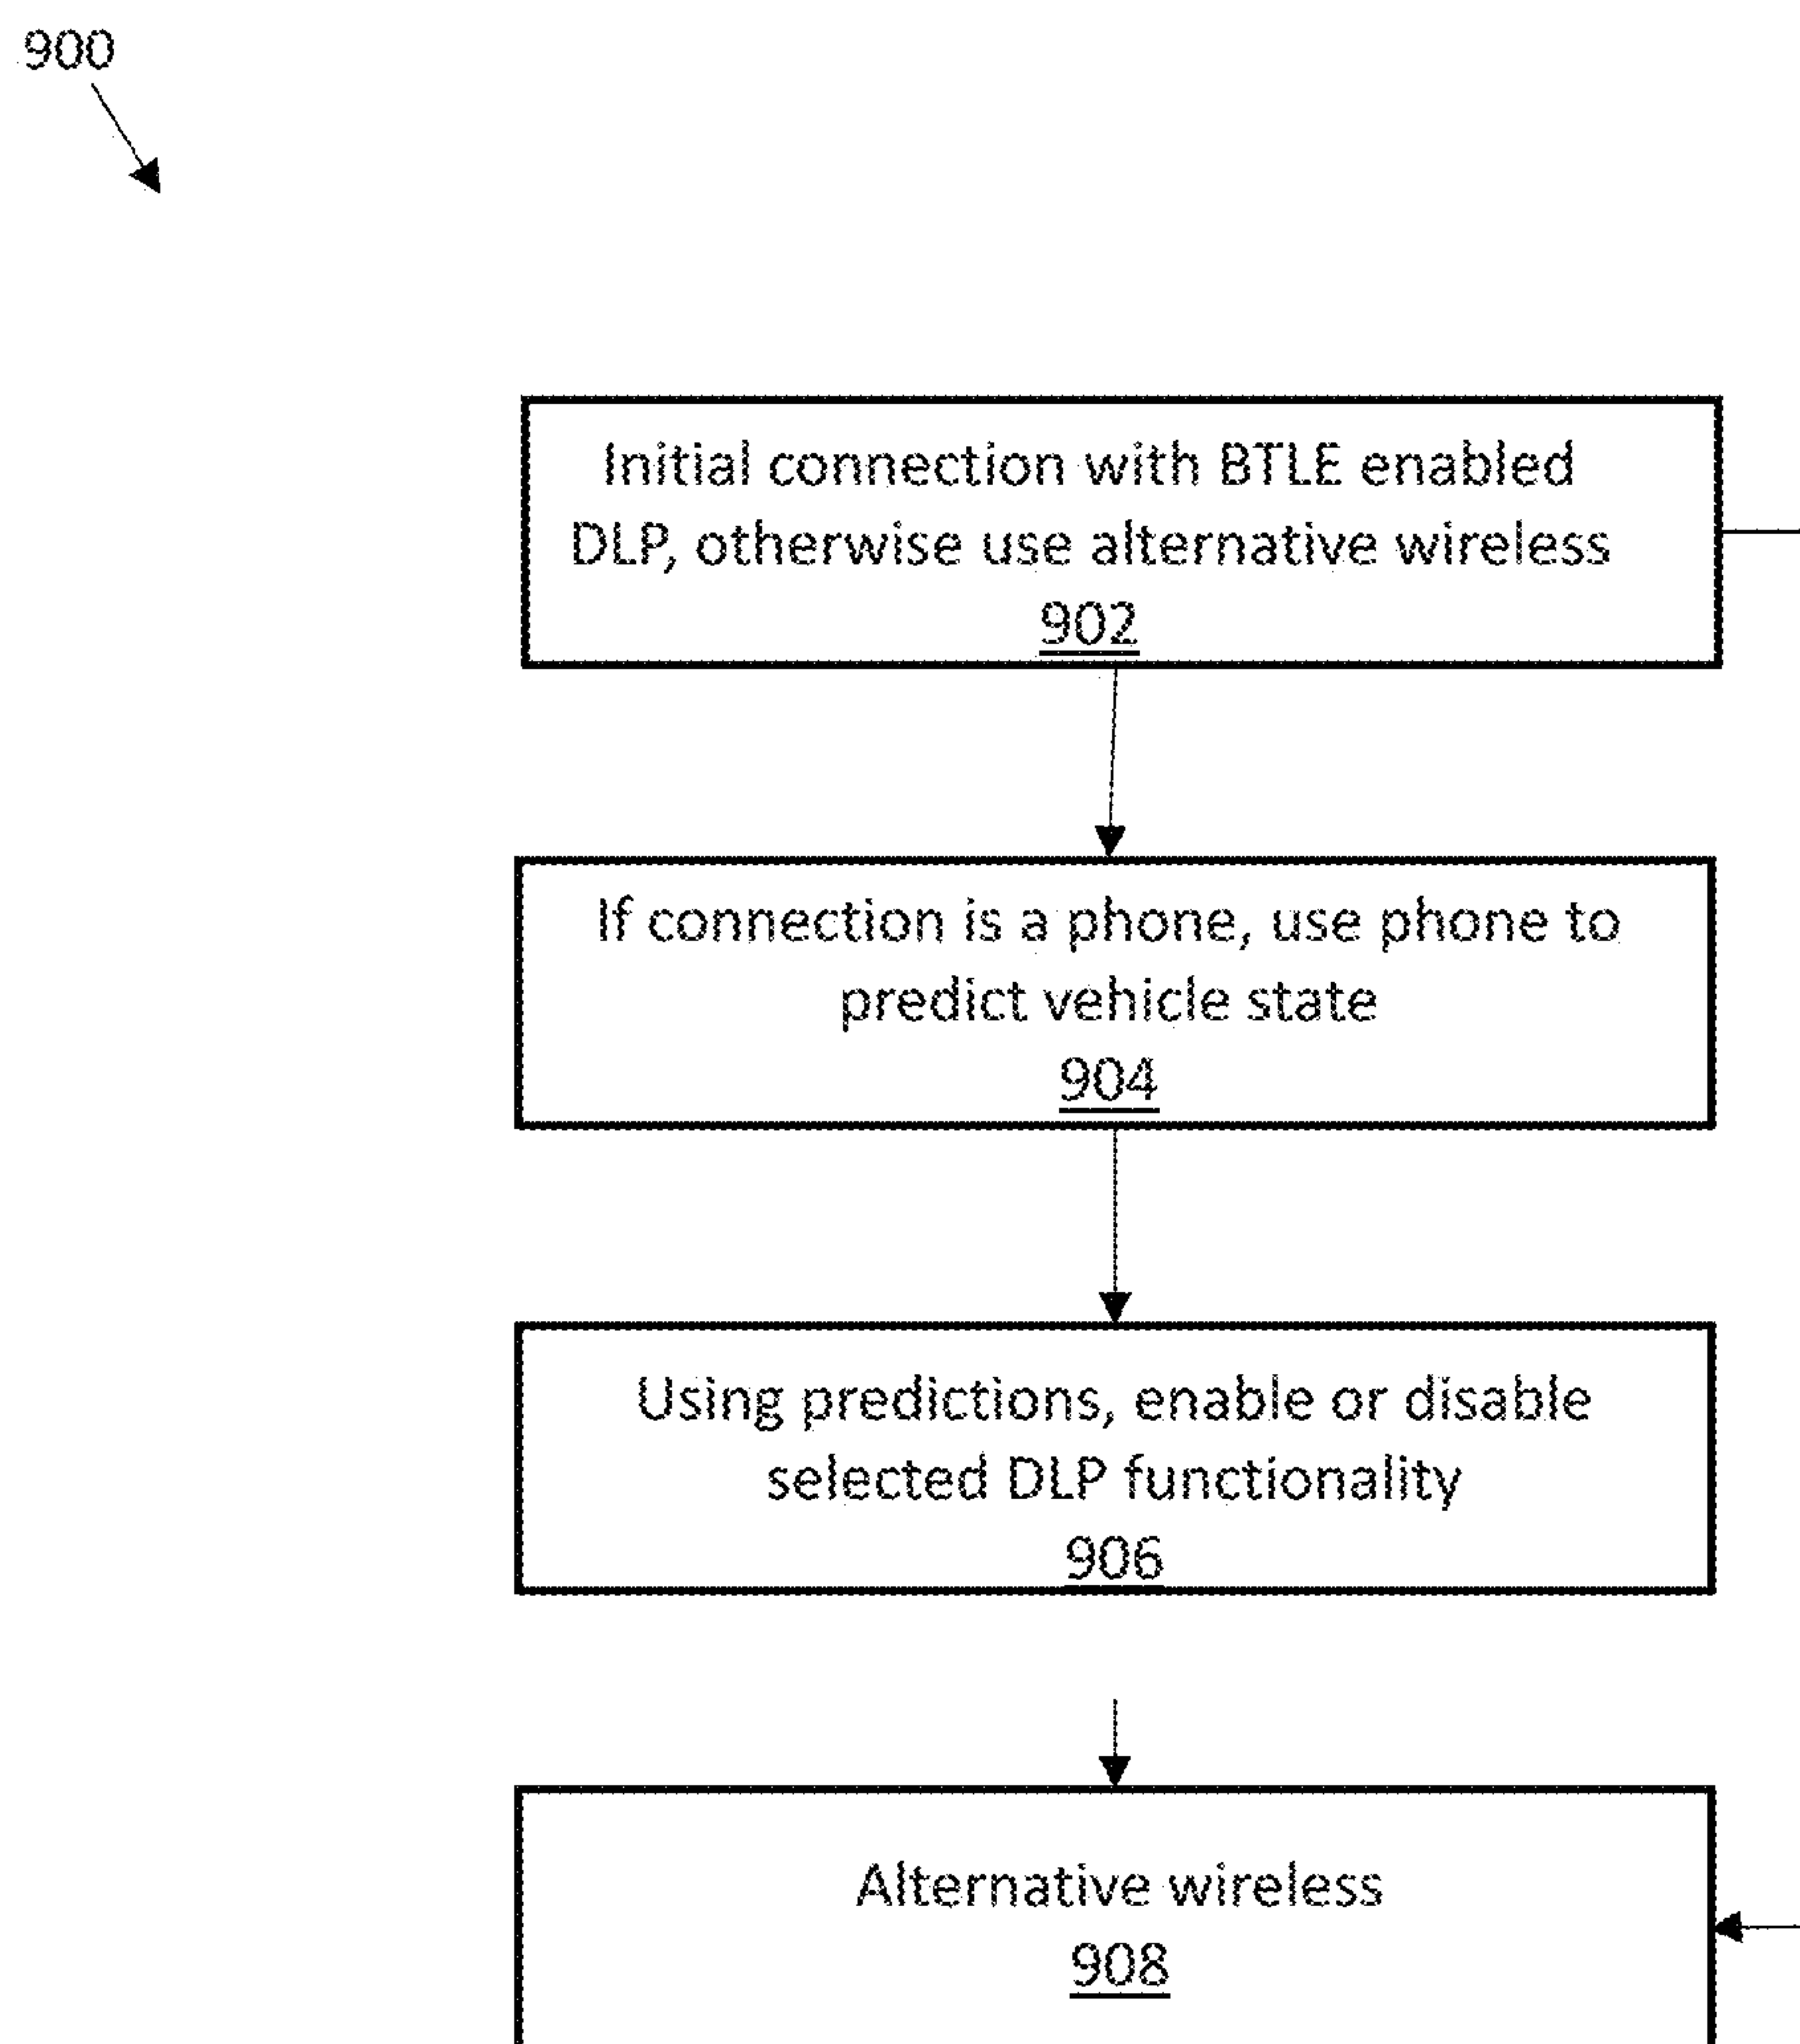 900
Initial connection with BTLE enabled
DLP, otherwise use alternative wireless
902
If connection is a phone, use phone to
predict vehicle state
904
Using predictions, enable or disable
selected DLP functionality
906
Alternative wireless
908